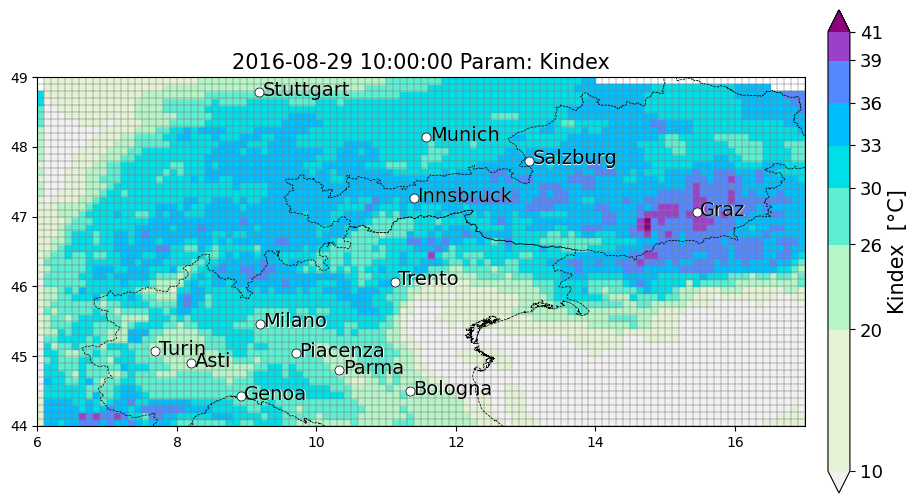 2016-08-29 10:00:00 Param: Kindex
49
48
47
46
45
44
6
8
10
12
14
16
Stuttgart
Munich
Salzburg
Innsbruck
Graz
Trento
Milano
Turin
Asti
Piacenza
Parma
Genoa
Bologna
41
39
36
33
30
26
20
10
Kindex [°C]